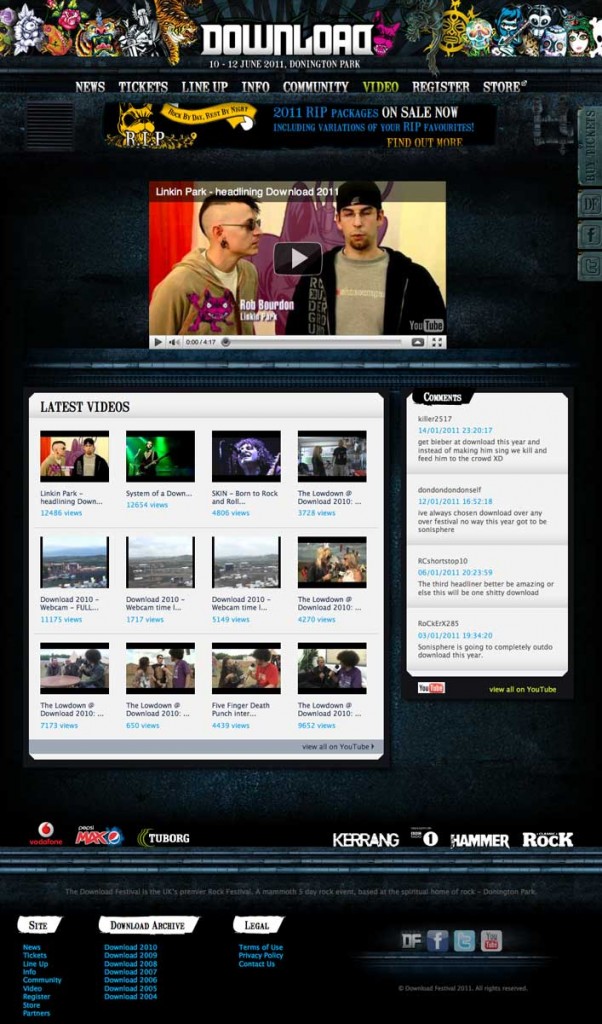 DOWNLOAD
10 - 12 JUNE 2011, DONINGTON PARK
NEWS TICKETS LINE UP INFO COMMUNITY VIDEO REGISTER STORE
ROCK BY DAY, REST BY NIGHT
R.I.P
2011 RIP PACKAGES ON SALE NOW
INCLUDING VARIATIONS OF YOUR RIP FAVOURITES!
FIND OUT MORE
BUY TICKETS
DF
Linkin Park - headlining Download 2011
Rob Bourdon
Linkin Park
YouTube
0:00 / 4:17
LATEST VIDEOS
Linkin Park -
headlining Down...
12486 views
System of a Down...
12654 views
SKIN - Born to Rock
and Roll...
4806 views
The Lowdown @
Download 2010: ...
3728 views
Download 2010 -
Webcam - FULL...
11175 views
Download 2010 -
Webcam time l...
1717 views
Download 2010 -
Webcam time l...
5149 views
The Lowdown @
Download 2010: ...
4270 views
The Lowdown @
Download 2010: ...
7173 views
The Lowdown @
Download 2010: ...
650 views
Five Finger Death
Punch inter...
4439 views
The Lowdown @
Download 2010: ...
9652 views
view all on YouTube
COMMENTS
killer2517
14/01/2011 23:20:17
get bieber at download this year and
instead of making him sing we kill and
feed him to the crowd XD
dondondondonself
12/01/2011 16:52:18
ive always chosen download over any
over festival no way this year got to be
sonisphere
RCshortstop10
06/01/2011 20:23:59
The third headliner better be amazing or
else this will be one shitty download
RoCkErX285
03/01/2011 19:34:20
Sonisphere is going to completely outdo
download this year.
YouTube
view all on YouTube
vodafone
pepsi
MAX
TUBORG
KERRANG
BBC
RADIO
1
HAMMER
CLASSIC
ROCK
The Download Festival is the UK's premier Rock Festival. A mammoth 3 day rock event, based at the spiritual home of rock - Donington Park.
SITE
News
Tickets
Line Up
Info
Community
Video
Register
Store
Partners
DOWNLOAD ARCHIVE
Download 2010
Download 2009
Download 2008
Download 2007
Download 2006
Download 2005
Download 2004
LEGAL
Terms of Use
Privacy Policy
Contact Us
DF
You
Tube
© Download Festival 2011. All rights reserved.